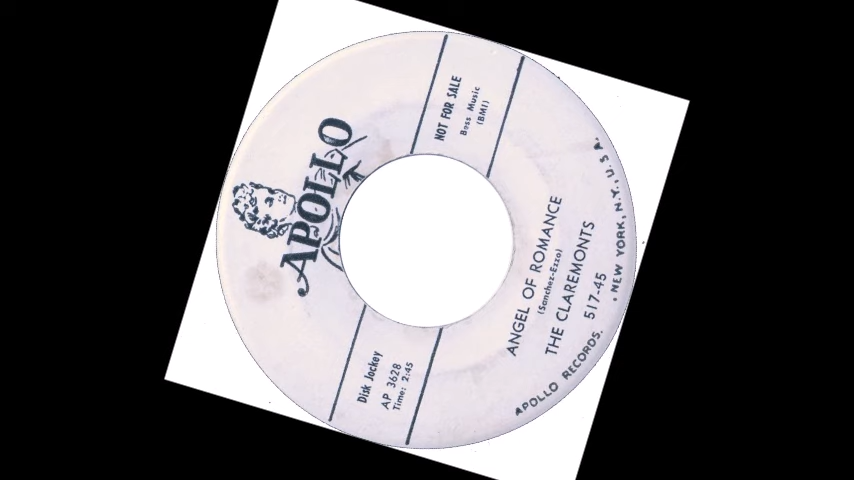 APOLLO
NOT FOR SALE
Bess Music
(BMI)
Disk Jockey
AP 3628
Time: 2:45
ANGEL OF ROMANCE
(Sanchez-Ezzo)
THE CLAREMONTS
517-45
APOLLO RECORDS. • NEW YORK, N.Y., U.S.A.